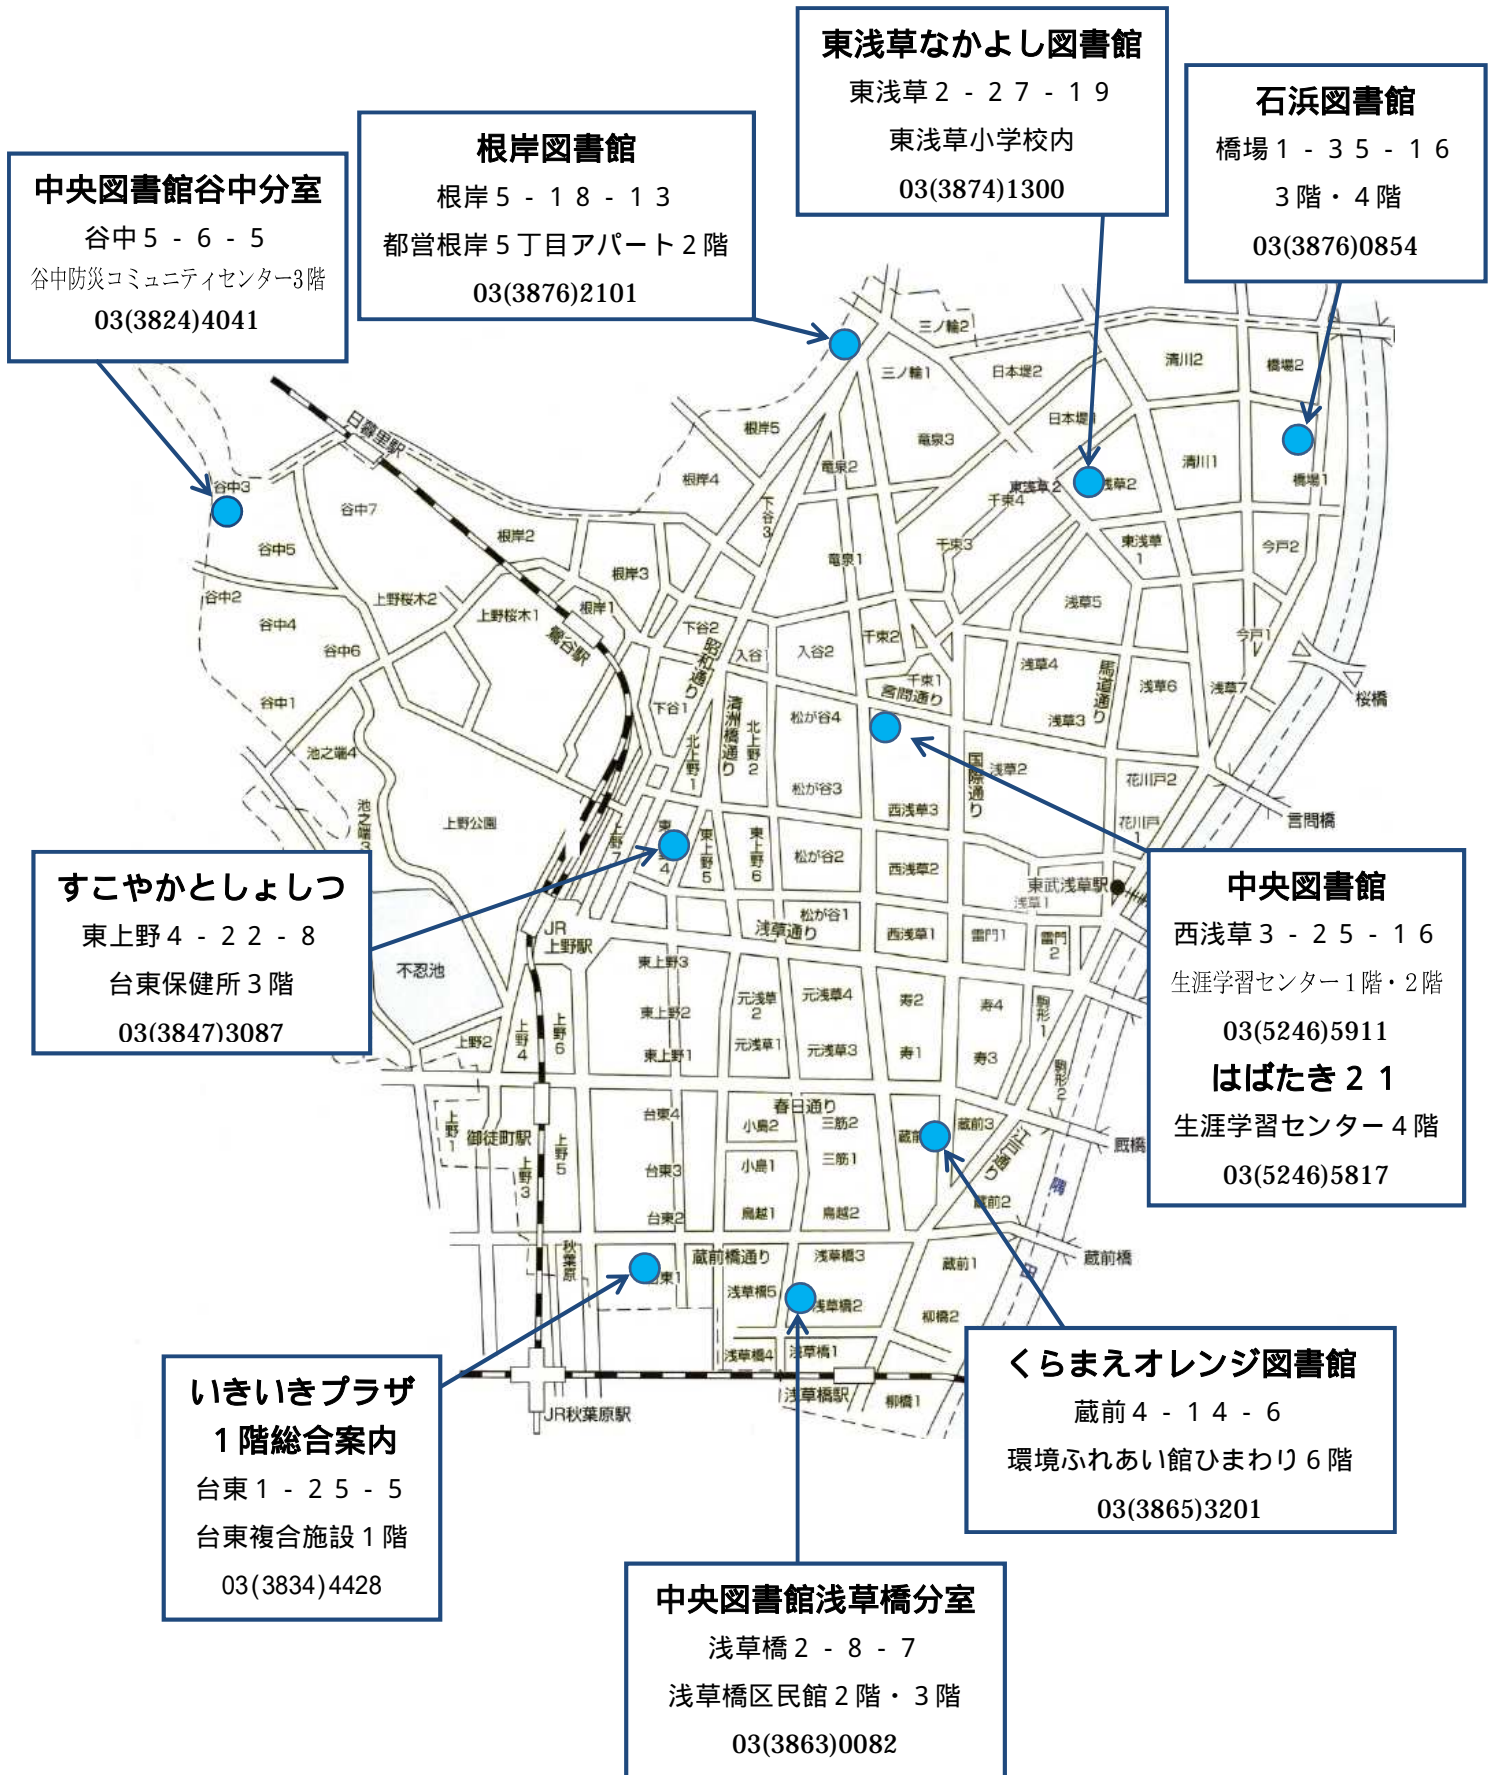 東浅草なかよし図書館
東浅草２‐２７‐１９
東浅草小学校内
03(3874)1300
石浜図書館
橋場１‐３５‐１６
３階・４階
03(3876)0854
根岸図書館
根岸５‐１８‐１３
都営根岸５丁目アパート２階
03(3876)2101
中央図書館谷中分室
谷中５‐６‐５
谷中防災コミュニティセンター3階
03(3824)4041
三ノ輪2
三ノ輪1
日本堤2
清川2
橋場2
日暮里駅
根岸5
竜泉3
日本堤1
清川1
橋場1
谷中3
谷中7
根岸4
竜泉2
下谷3
千束4
東浅草2
浅草2
谷中5
根岸2
根岸3
竜泉1
千束3
東浅草1
今戸2
谷中2
上野桜木2
上野桜木1
根岸1
鶯谷駅
浅草5
谷中4
谷中6
下谷2
昭和通り
入谷1
入谷2
千束2
今戸1
谷中1
下谷1
清洲橋通り
北上野2
北上野1
松が谷4
千束1
言問通り
浅草4
浅草3
馬道通り
浅草6
浅草7
桜橋
池之端4
池之端3
上野公園
上野7
松が谷3
西浅草3
国際通り
浅草2
花川戸2
花川戸1
言問橋
東上野5
東上野6
松が谷2
西浅草2
東武浅草駅
浅草1
すこやかとしょしつ
東上野４‐２２‐８
台東保健所３階
03(3847)3087
中央図書館
西浅草３‐２５‐１６
生涯学習センター１階・２階
03(5246)5911
はばたき２１
生涯学習センター４階
03(5246)5817
不忍池
JR
上野駅
浅草通り
松が谷1
西浅草1
雷門1
雷門2
東上野3
東上野2
東上野1
元浅草2
元浅草4
元浅草1
元浅草3
寿2
寿1
寿4
寿3
駒形1
駒形2
上野2
上野4
上野6
上野1
御徒町駅
上野3
上野5
台東4
台東3
台東2
春日通り
小島2
小島1
三筋2
三筋1
鳥越1
鳥越2
蔵前3
江戸通り
蔵前2
厩橋
隅
田
秋葉原
蔵前橋通り
浅草橋3
蔵前1
蔵前橋
浅草橋5
浅草橋2
柳橋2
浅草橋4
浅草橋1
浅草橋駅
柳橋1
JR秋葉原駅
いきいきプラザ
１階総合案内
台東１‐２５‐５
台東複合施設１階
03(3834)4428
くらまえオレンジ図書館
蔵前４‐１４‐６
環境ふれあい館ひまわり６階
03(3865)3201
中央図書館浅草橋分室
浅草橋２‐８‐７
浅草橋区民館２階・３階
03(3863)0082